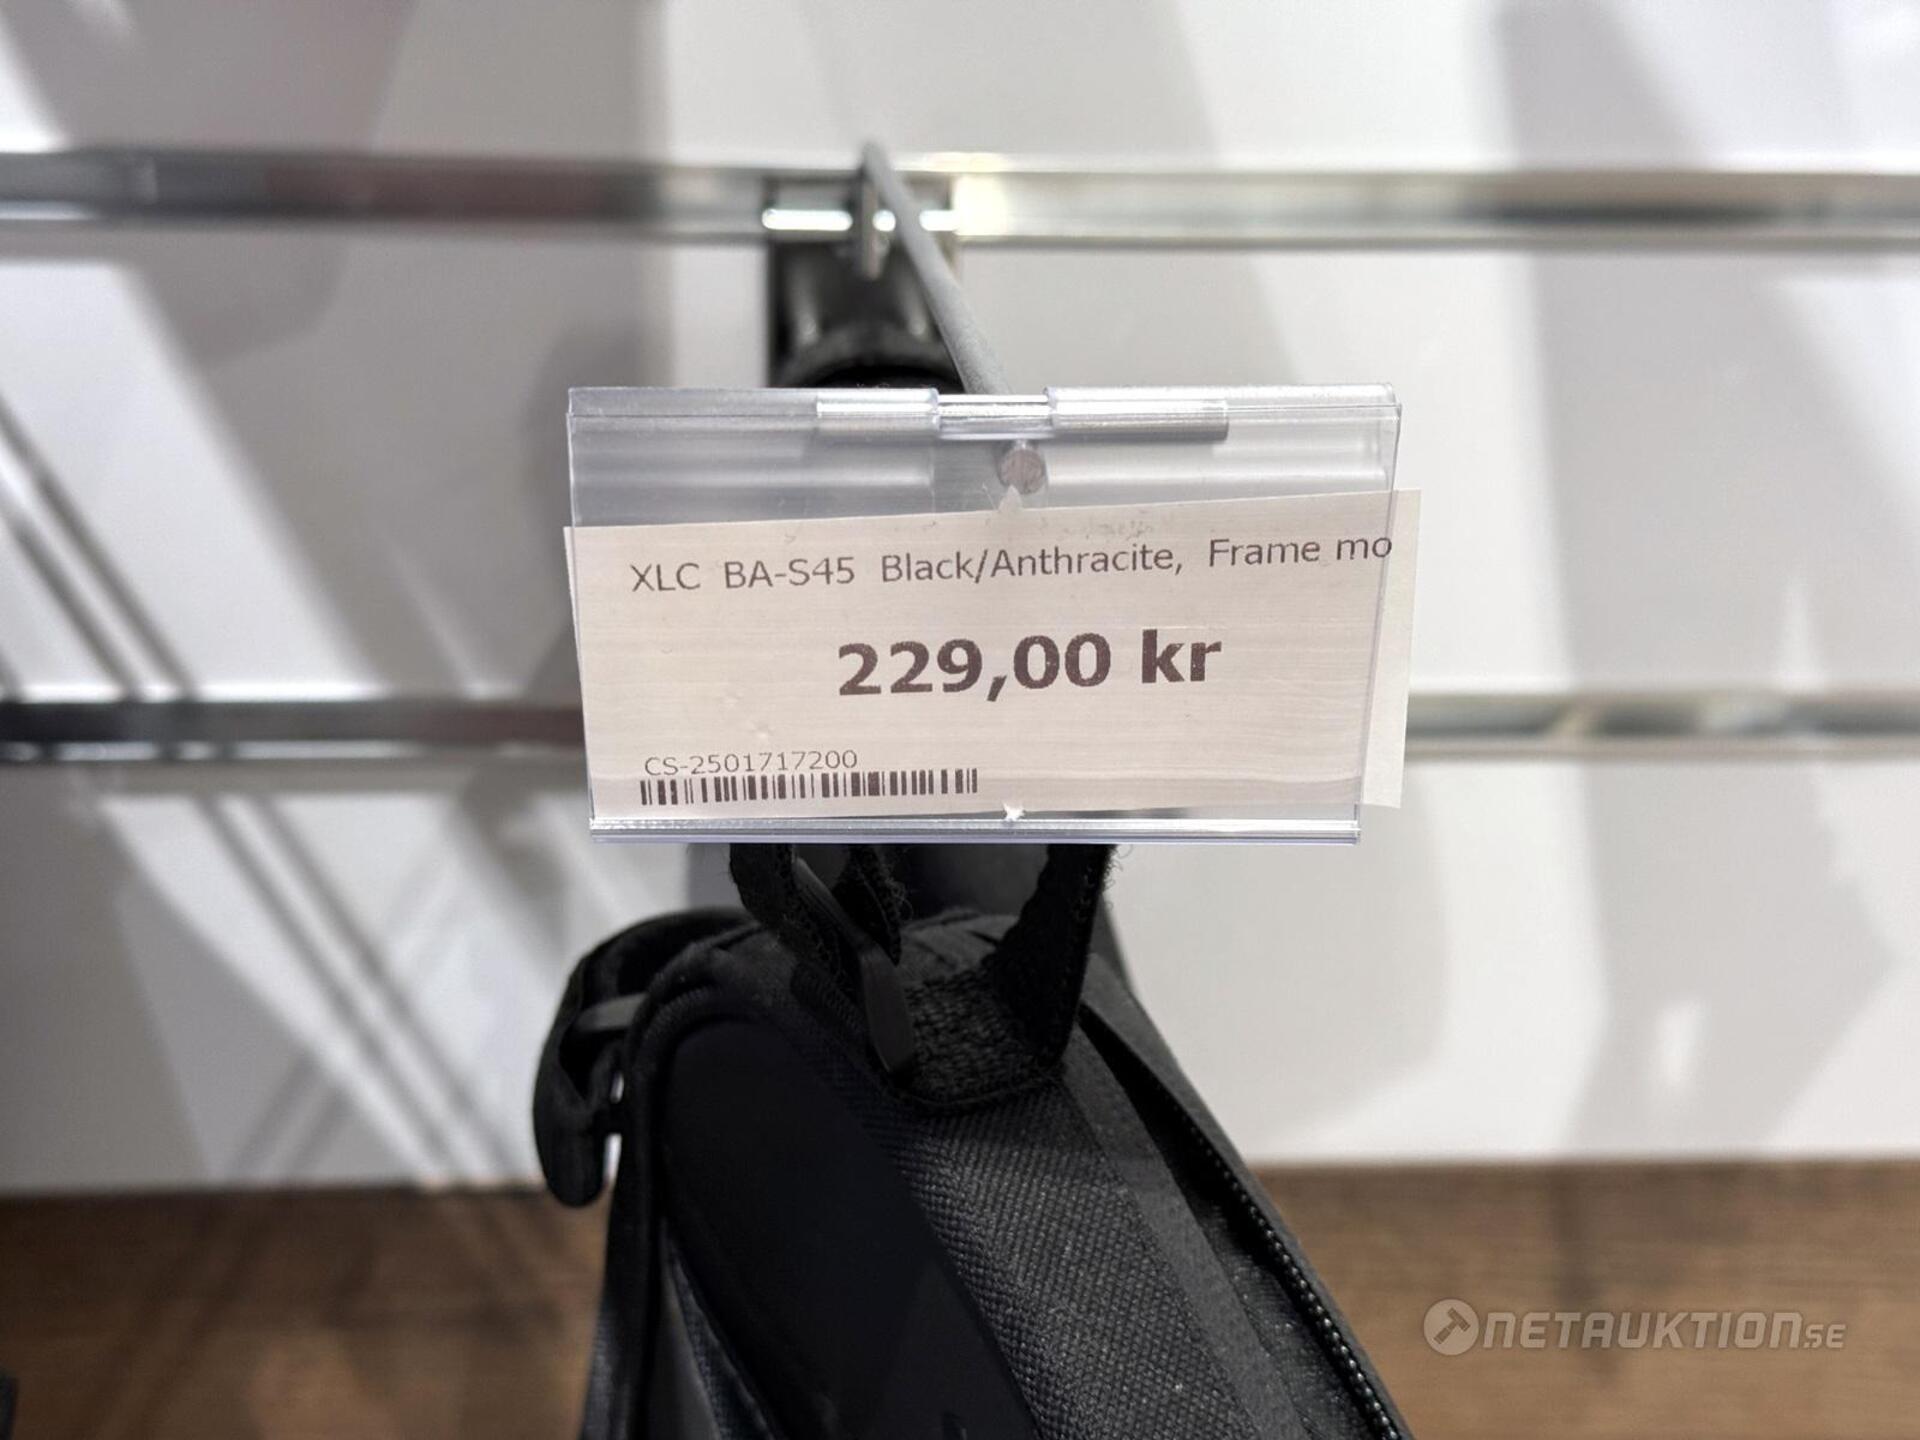 XLC BA-S45 Black/Anthracite, Frame mo
229,00 kr
CS-2501717200
NETAUKTION.SE